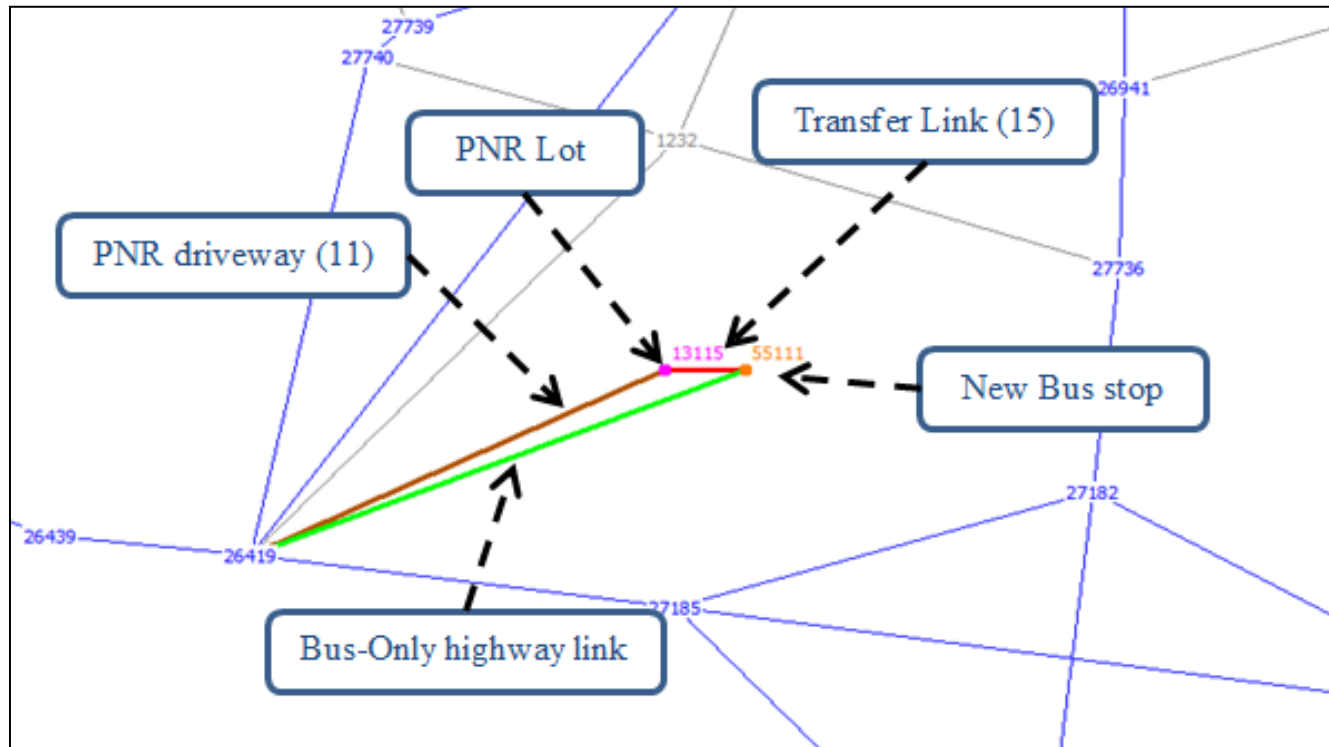 27739
27740
26941
PNR Lot
Transfer Link (15)
1232
PNR driveway (11)
27736
13115
55111
New Bus stop
27182
26439
26419
27185
Bus-Only highway link